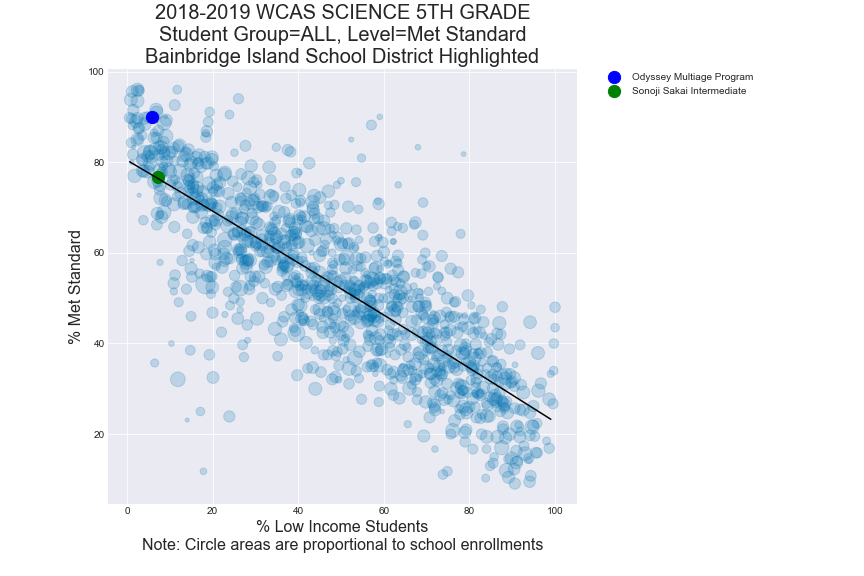 2018-2019 WCAS SCIENCE 5TH GRADE
Student Group=ALL, Level=Met Standard
Bainbridge Island School District Highlighted
Odyssey Multiage Program
Sonoji Sakai Intermediate
% Met Standard
100
80
60
40
20
0
20
40
60
80
100
% Low Income Students
Note: Circle areas are proportional to school enrollments